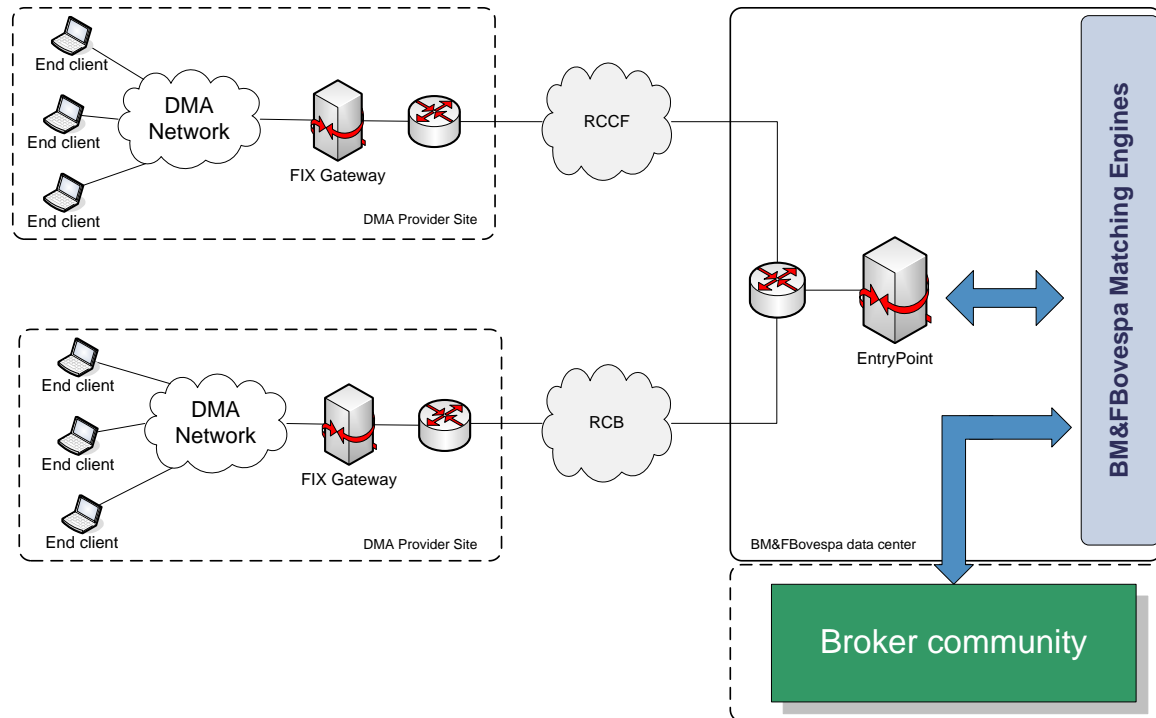 End client
End client
End client
DMA
Network
FIX Gateway
DMA Provider Site
RCCF
End client
End client
End client
DMA
Network
FIX Gateway
DMA Provider Site
RCB
EntryPoint
BM&FBovespa data center
BM&FBovespa Matching Engines
Broker community